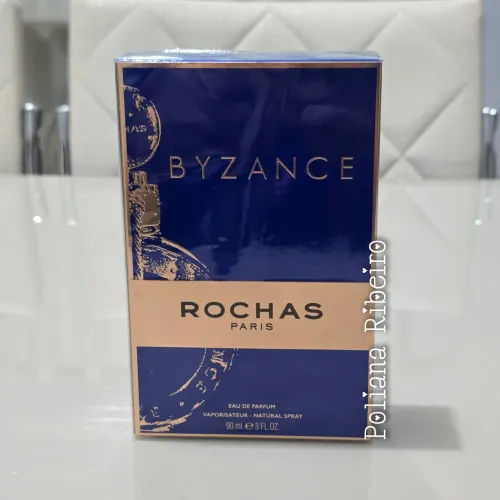 BYZANCE
ROCHAS
PARIS
EAU DE PARFUM
VAPORISATEUR - NATURAL SPRAY
90 ml e 3 FL.OZ.
Poliana Ribeiro